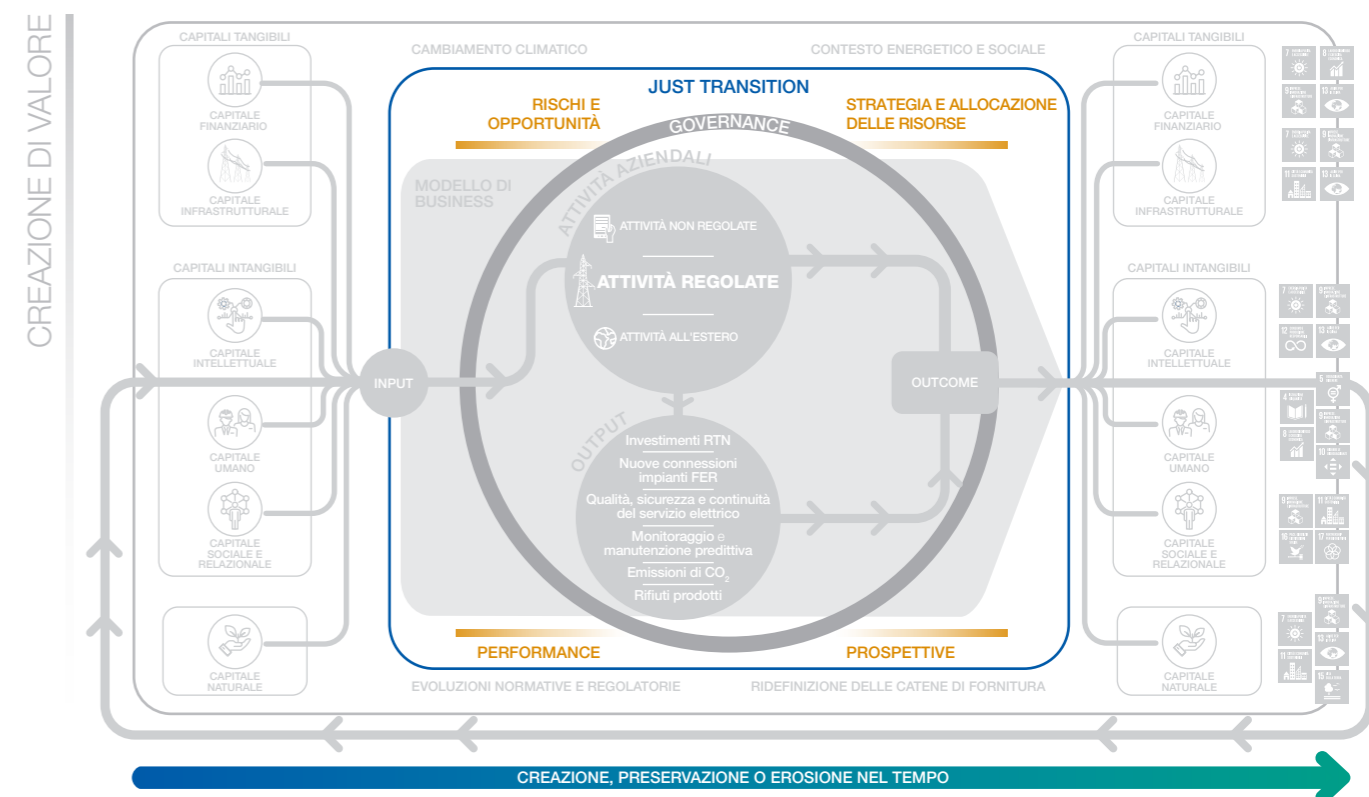 CREAZIONE DI VALORE
CAPITALI TANGIBILI
CAPITALE
FINANZIARIO
CAPITALE
INFRASTRUTTURALE
CAPITALI INTANGIBILI
CAPITALE
INTELLETTUALE
CAPITALE
UMANO
CAPITALE
SOCIALE E
RELAZIONALE
CAPITALE
NATURALE
CAMBIAMENTO CLIMATICO
CONTESTO ENERGETICO E SOCIALE
JUST TRANSITION
RISCHI E
OPPORTUNITÀ
STRATEGIA E ALLOCAZIONE
DELLE RISORSE
GOVERNANCE
MODELLO DI
BUSINESS
ATTIVITÀ AZIENDALI
ATTIVITÀ NON REGOLATE
ATTIVITÀ REGOLATE
ATTIVITÀ ALL'ESTERO
INPUT
OUTCOME
OUTPUT
Investimenti RTN
Nuove connessioni
impianti FER
Qualità, sicurezza e continuità
del servizio elettrico
Monitoraggio e
manutenzione predittiva
Emissioni di CO₂
Rifiuti prodotti
PERFORMANCE
PROSPETTIVE
EVOLUZIONI NORMATIVE E REGOLATORIE
RIDEFINIZIONE DELLE CATENE DI FORNITURA
CAPITALI TANGIBILI
CAPITALE
FINANZIARIO
CAPITALE
INFRASTRUTTURALE
CAPITALI INTANGIBILI
CAPITALE
INTELLETTUALE
CAPITALE
UMANO
CAPITALE
SOCIALE E
RELAZIONALE
CAPITALE
NATURALE
CREAZIONE, PRESERVAZIONE O EROSIONE NEL TEMPO